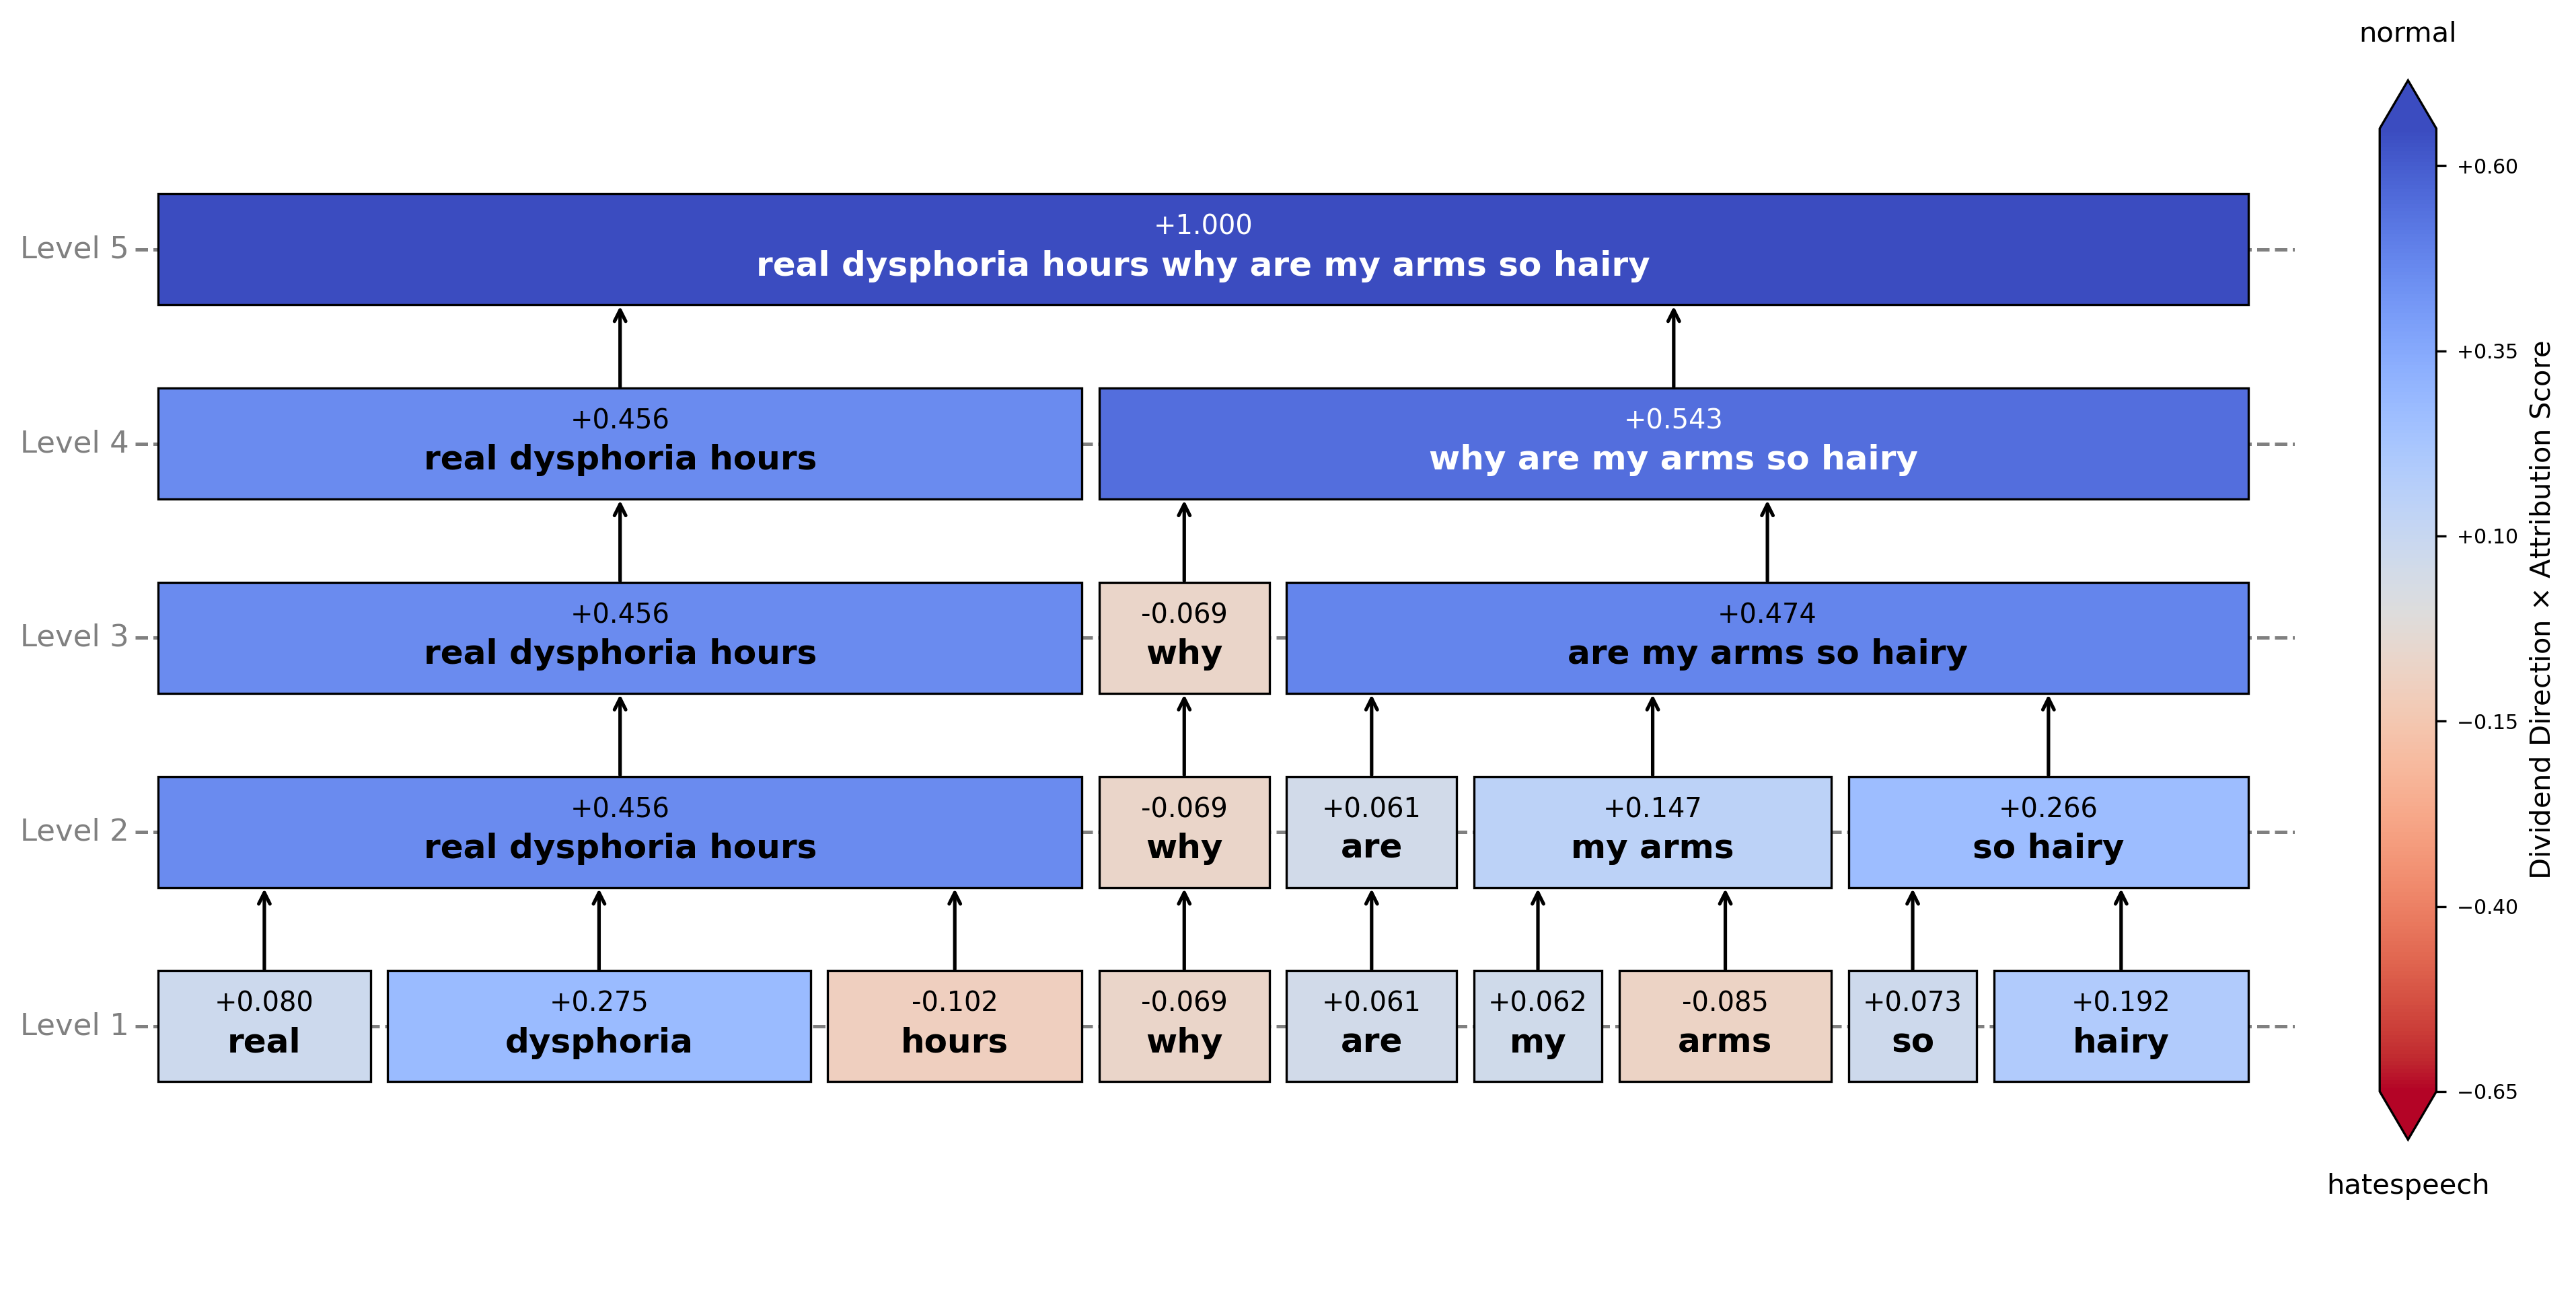 normal
Level 5
+1.000
real dysphoria hours why are my arms so hairy
Level 4
+0.456
real dysphoria hours
+0.543
why are my arms so hairy
Level 3
+0.456
real dysphoria hours
-0.069
why
+0.474
are my arms so hairy
Level 2
+0.456
real dysphoria hours
-0.069
why
+0.061
are
+0.147
my arms
+0.266
so hairy
Level 1
+0.080
real
+0.275
dysphoria
-0.102
hours
-0.069
why
+0.061
are
+0.062
my
-0.085
arms
+0.073
so
+0.192
hairy
+0.60
+0.35
+0.10
−0.15
−0.40
−0.65
Dividend Direction × Attribution Score
hatespeech